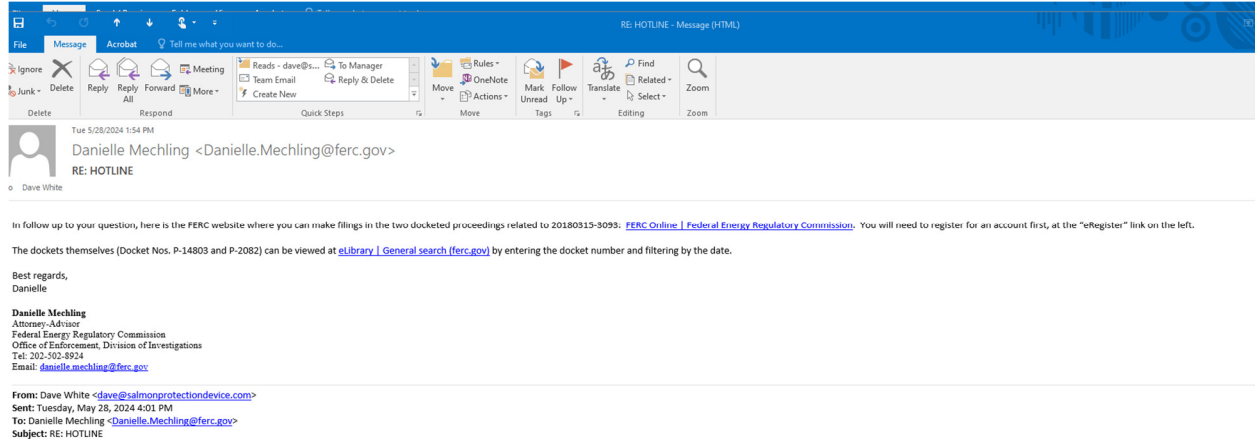 RE: HOTLINE - Message (HTML)
File Message Acrobat Tell me what you want to do...
Ignore
Junk
Delete
Reply
Reply All
Forward
Meeting
More
Reads - dave@s...
To Manager
Team Email
Reply & Delete
Create New
Move
Rules
OneNote
Actions
Mark Unread
Follow Up
Translate
Find
Related
Select
Zoom
Delete Respond Quick Steps Move Tags Editing Zoom
Tue 5/28/2024 1:54 PM
Danielle Mechling <Danielle.Mechling@ferc.gov>
RE: HOTLINE
o Dave White
In follow up to your question, here is the FERC website where you can make filings in the two docketed proceedings related to 20180315-3093: FERC Online | Federal Energy Regulatory Commission. You will need to register for an account first, at the "eRegister" link on the left.
The dockets themselves (Docket Nos. P-14803 and P-2082) can be viewed at eLibrary | General search (ferc.gov) by entering the docket number and filtering by the date.
Best regards,
Danielle
Danielle Mechling
Attorney-Advisor
Federal Energy Regulatory Commission
Office of Enforcement, Division of Investigations
Tel: 202-502-8924
Email: danielle.mechling@ferc.gov
From: Dave White <dave@salmonprotectiondevice.com>
Sent: Tuesday, May 28, 2024 4:01 PM
To: Danielle Mechling <Danielle.Mechling@ferc.gov>
Subject: RE: HOTLINE